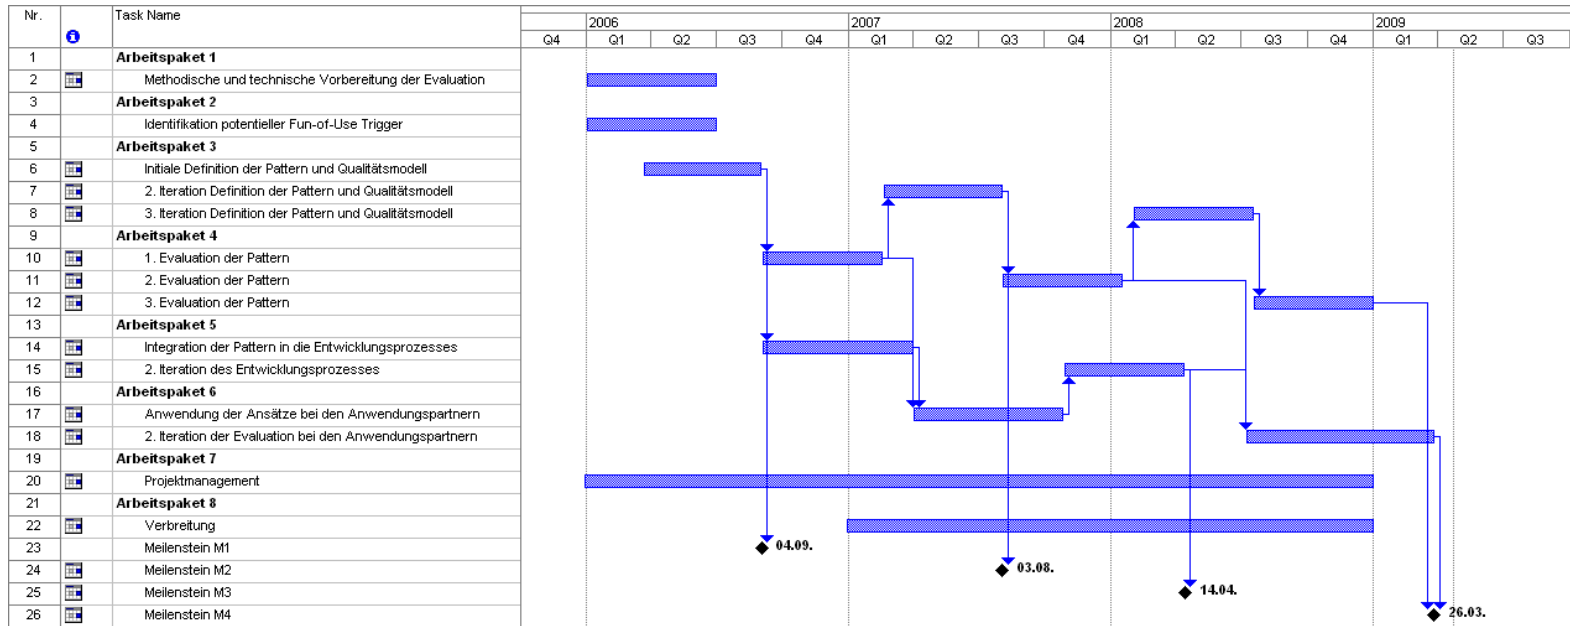 Nr. Task Name
2006 2007 2008 2009
Q4 Q1 Q2 Q3 Q4 Q1 Q2 Q3 Q4 Q1 Q2 Q3 Q4 Q1 Q2 Q3
1 Arbeitspaket 1
2 Methodische und technische Vorbereitung der Evaluation
3 Arbeitspaket 2
4 Identifikation potentieller Fun-of-Use Trigger
5 Arbeitspaket 3
6 Initiale Definition der Pattern und Qualitätsmodell
7 2. Iteration Definition der Pattern und Qualitätsmodell
8 3. Iteration Definition der Pattern und Qualitätsmodell
9 Arbeitspaket 4
10 1. Evaluation der Pattern
11 2. Evaluation der Pattern
12 3. Evaluation der Pattern
13 Arbeitspaket 5
14 Integration der Pattern in die Entwicklungsprozesses
15 2. Iteration des Entwicklungsprozesses
16 Arbeitspaket 6
17 Anwendung der Ansätze bei den Anwendungspartnern
18 2. Iteration der Evaluation bei den Anwendungspartnern
19 Arbeitspaket 7
20 Projektmanagement
21 Arbeitspaket 8
22 Verbreitung
23 Meilenstein M1 04.09.
24 Meilenstein M2 03.08.
25 Meilenstein M3 14.04.
26 Meilenstein M4 26.03.